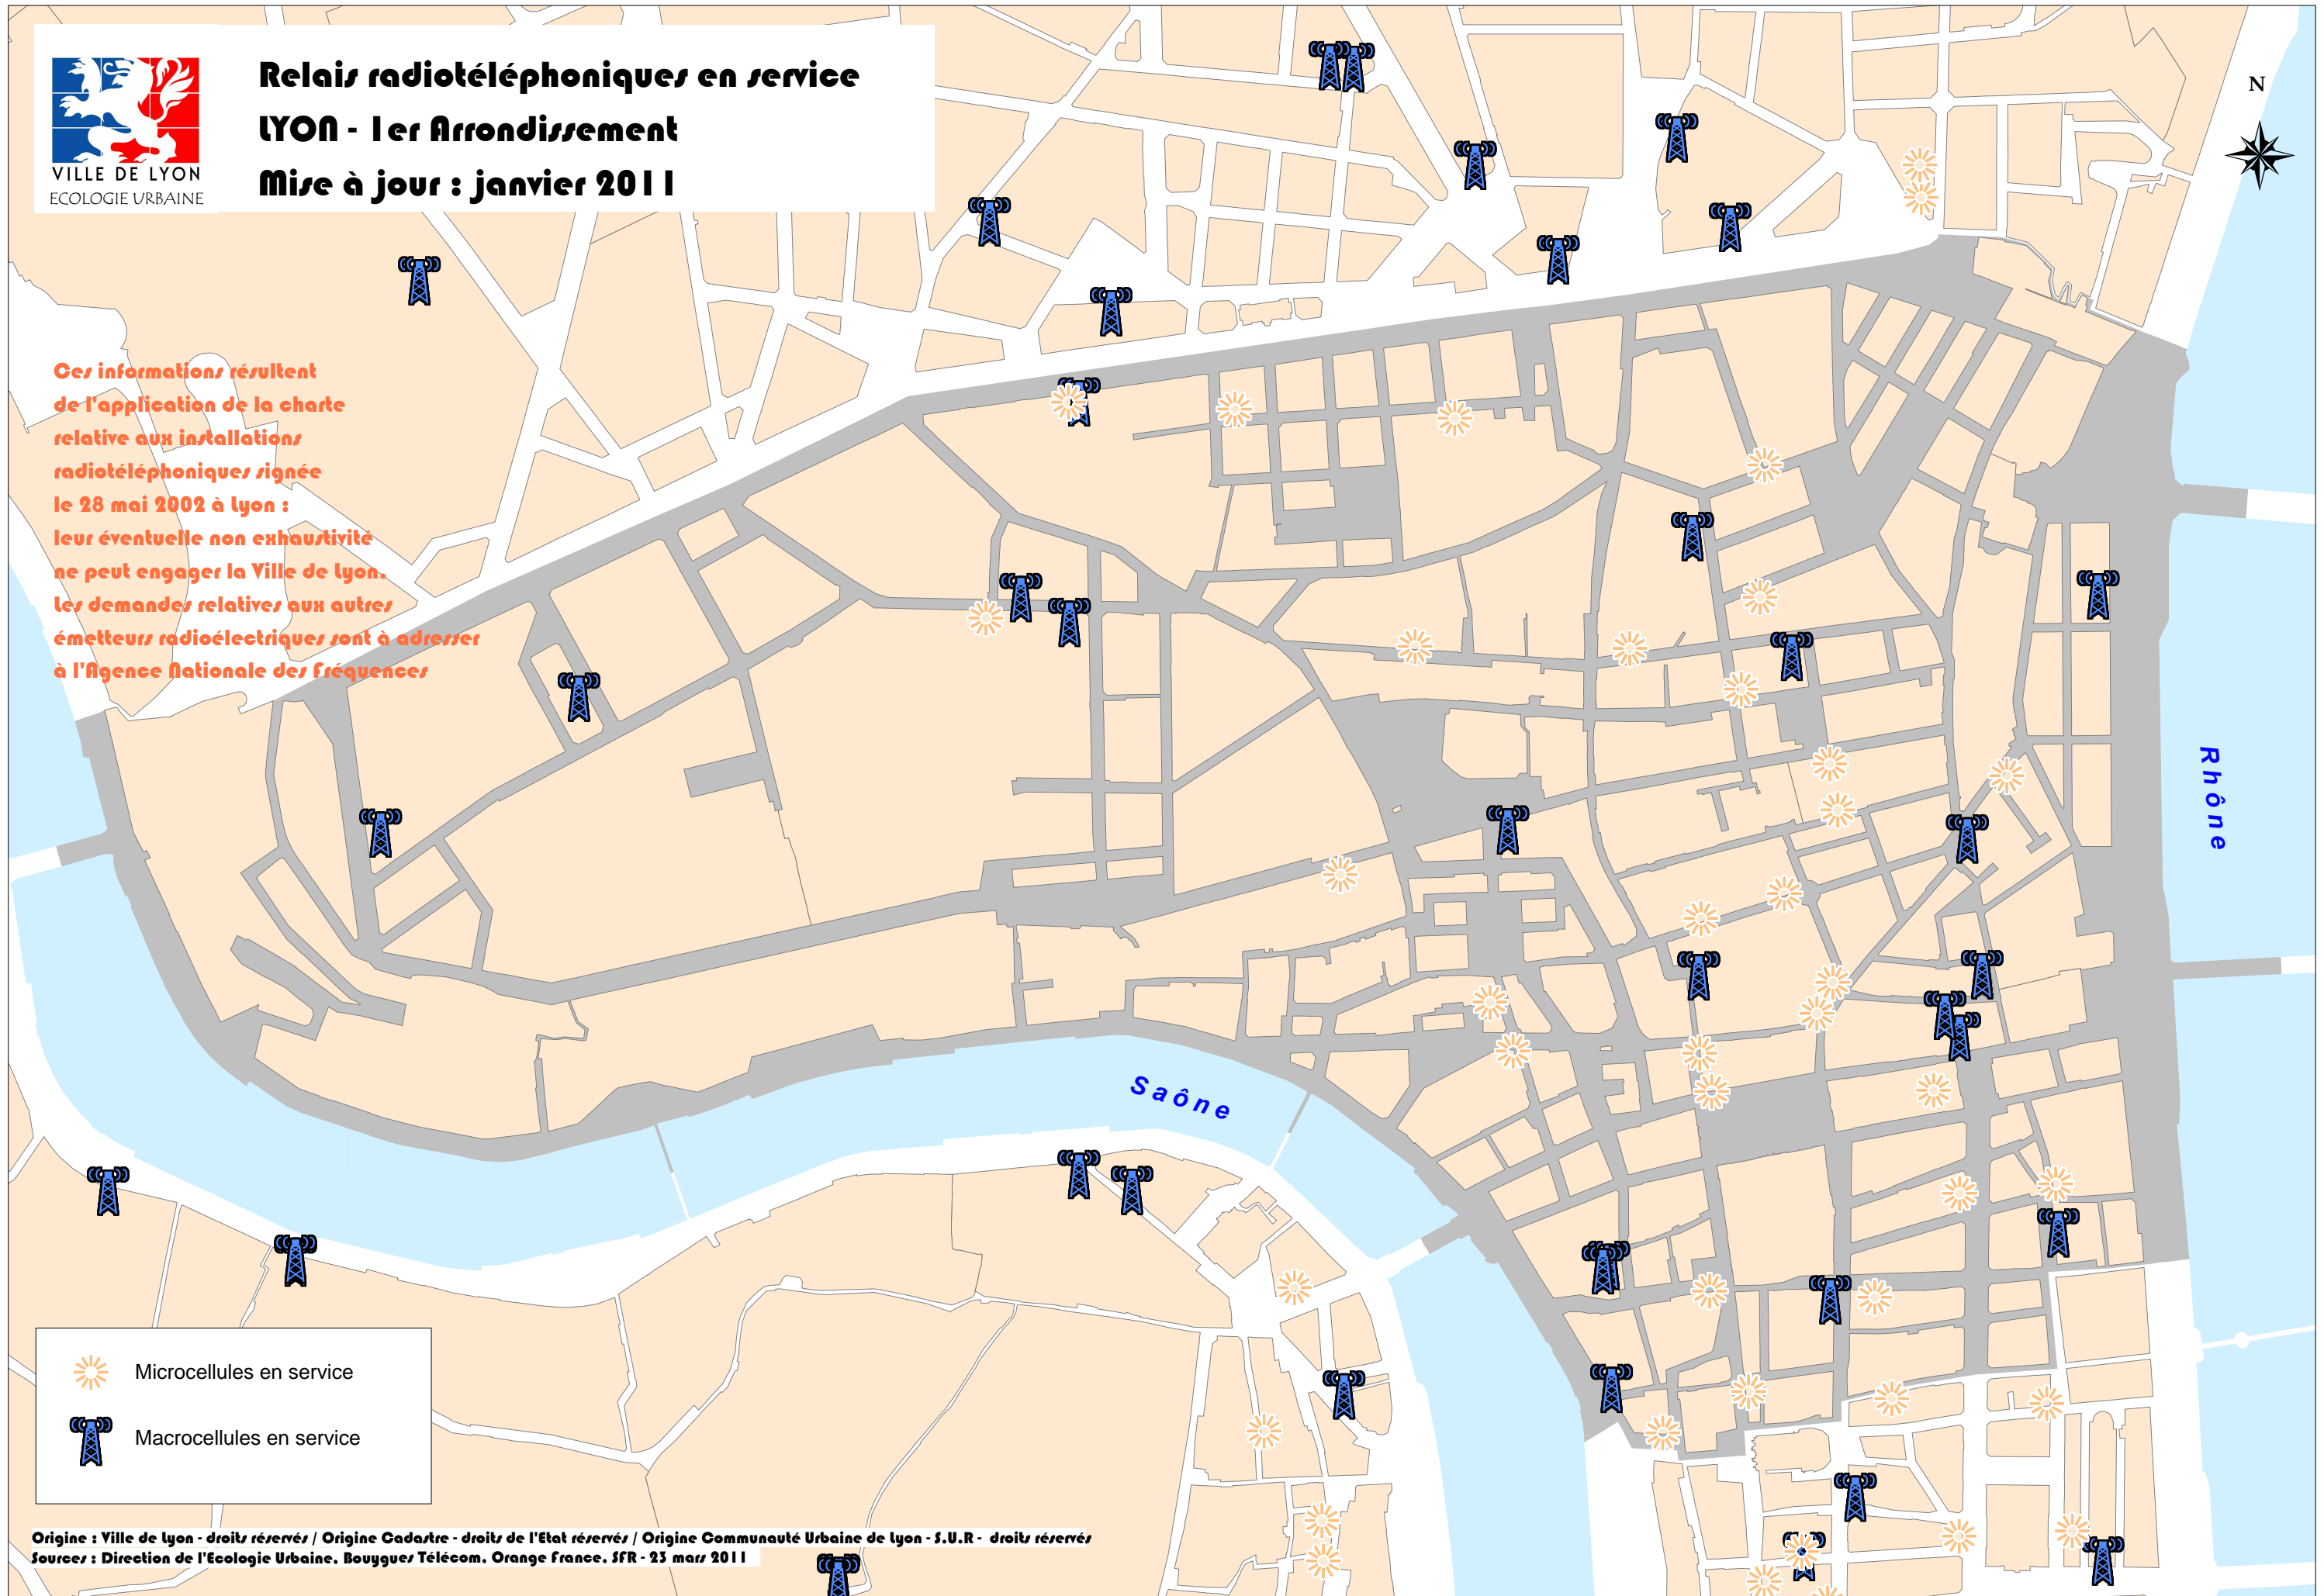 Relais radiotéléphoniques en service
LYON - 1er Arrondissement
Mise à jour : janvier 2011
VILLE DE LYON
ECOLOGIE URBAINE
N
Ces informations résultent
de l'application de la charte
relative aux installations
radiotéléphoniques signée
le 28 mai 2002 à Lyon :
leur éventuelle non exhaustivité
ne peut engager la Ville de Lyon.
Les demandes relatives aux autres
émetteurs radioélectriques sont à adresser
à l'Agence Nationale des Fréquences
Rhône
Saône
Microcellules en service
Macrocellules en service
Origine : Ville de Lyon - droits réservés / Origine Cadastre - droits de l'Etat réservés / Origine Communauté Urbaine de Lyon - S.U.R - droits réservés
Sources : Direction de l'Ecologie Urbaine, Bouygues Télécom, Orange France, SFR - 23 mars 2011